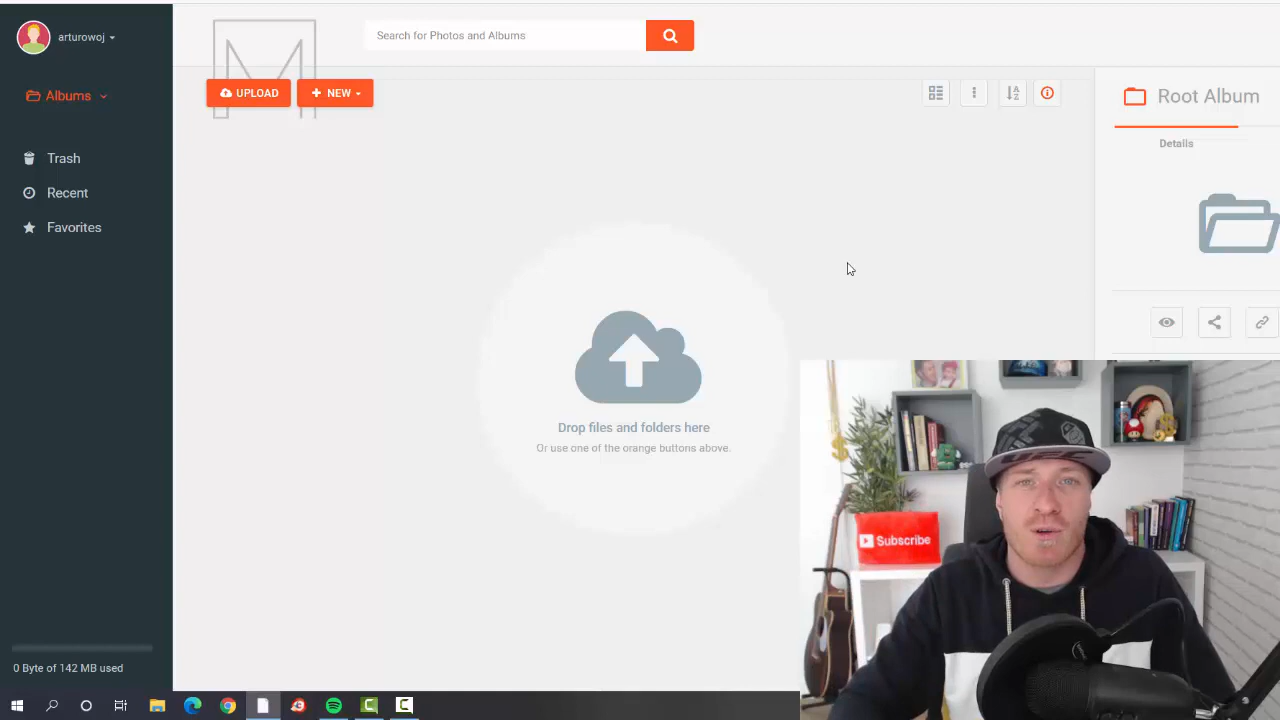 arturowoj
Search for Photos and Albums
Albums
UPLOAD
NEW
Root Album
Details
Trash
Recent
Favorites
Drop files and folders here
Or use one of the orange buttons above.
Subscribe
0 Byte of 142 MB used